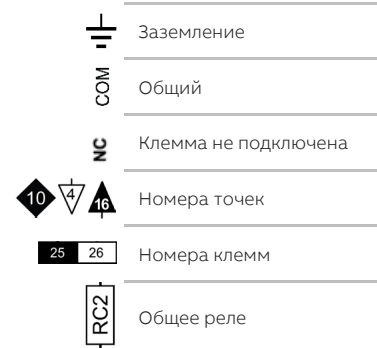 Заземление
COM Общий
NC Клемма не подключена
10 4 16 Номера точек
25 26 Номера клемм
RC2 Общее реле